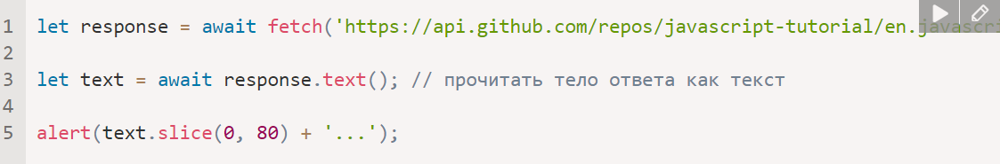 1 let response = await fetch('https://api.github.com/repos/javascript-tutorial/en.javascri
2
3 let text = await response.text(); // прочитать тело ответа как текст
4
5 alert(text.slice(0, 80) + '...');